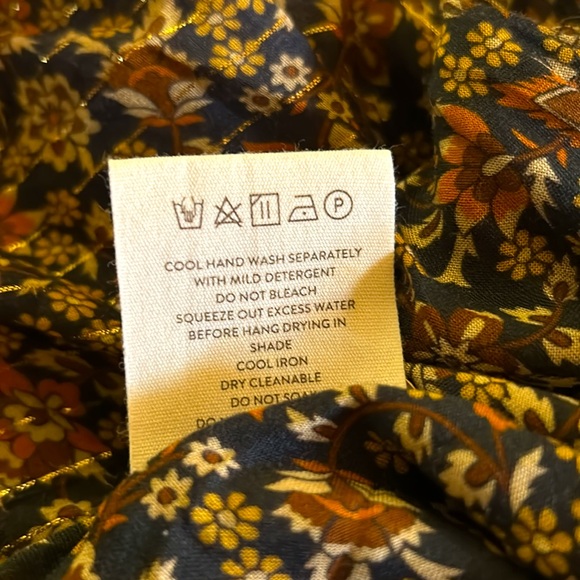 P
COOL HAND WASH SEPARATELY
WITH MILD DETERGENT
DO NOT BLEACH
SQUEEZE OUT EXCESS WATER
BEFORE HANG DRYING IN
SHADE
COOL IRON
DRY CLEANABLE
DO NOT SOAK